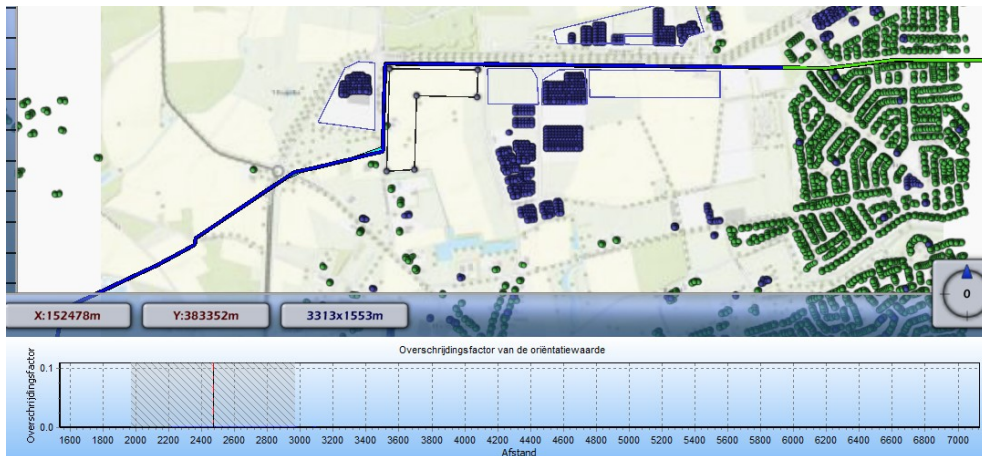 X:152478m
Y:383352m
3313x1553m
0
Overschrijdingsfactor van de oriëntatiewaarde
Overschrijdingsfactor
0.1
0.0
1600 1800 2000 2200 2400 2600 2800 3000 3200 3400 3600 3800 4000 4200 4400 4600 4800 5000 5200 5400 5600 5800 6000 6200 6400 6600 6800 7000
Afstand